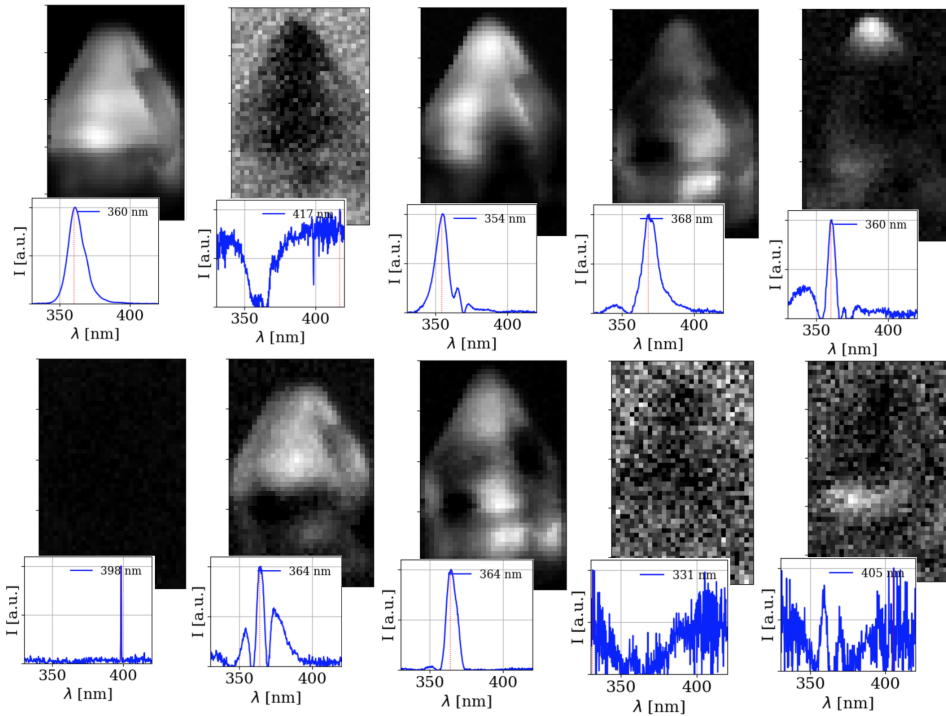 360 nm
I [a.u.]
350
400
λ [nm]
417 nm
I [a.u.]
350
400
λ [nm]
354 nm
I [a.u.]
350
400
λ [nm]
368 nm
I [a.u.]
350
400
λ [nm]
360 nm
I [a.u.]
350
400
λ [nm]
398 nm
I [a.u.]
350
400
λ [nm]
364 nm
I [a.u.]
350
400
λ [nm]
364 nm
I [a.u.]
350
400
λ [nm]
331 nm
I [a.u.]
350
400
λ [nm]
405 nm
I [a.u.]
350
400
λ [nm]